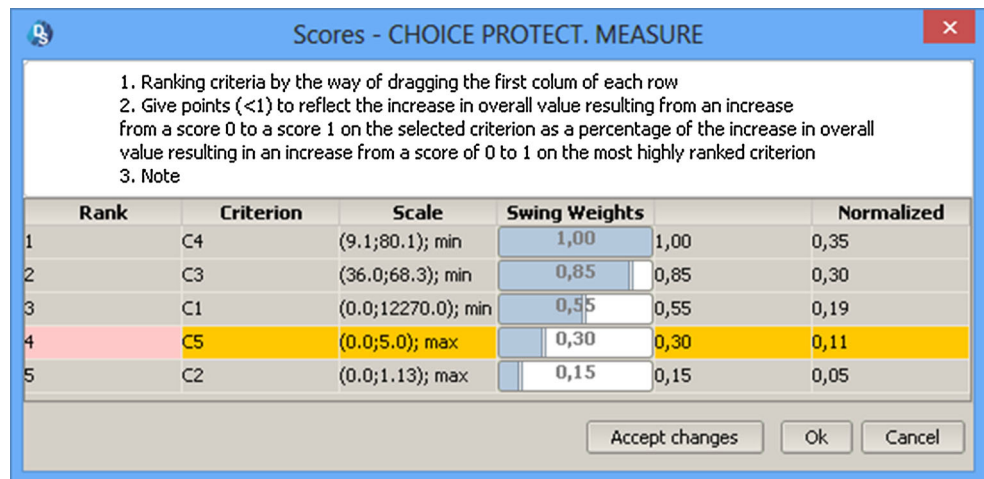 Scores - CHOICE PROTECT. MEASURE
1. Ranking criteria by the way of dragging the first colum of each row
2. Give points (<1) to reflect the increase in overall value resulting from an increase
from a score 0 to a score 1 on the selected criterion as a percentage of the increase in overall
value resulting in an increase from a score of 0 to 1 on the most highly ranked criterion
3. Note
Rank Criterion Scale Swing Weights Normalized
1 C4 (9.1;80.1); min 1,00 1,00 0,35
2 C3 (36.0;68.3); min 0,85 0,85 0,30
3 C1 (0.0;12270.0); min 0,55 0,55 0,19
4 C5 (0.0;5.0); max 0,30 0,30 0,11
5 C2 (0.0;1.13); max 0,15 0,15 0,05
Accept changes Ok Cancel